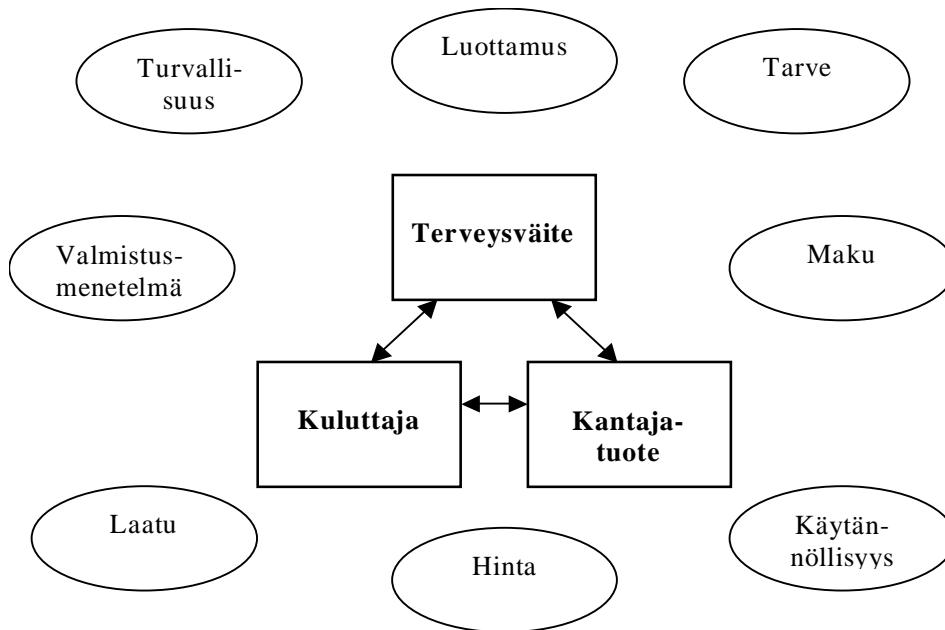 Luottamus
Turvalli-
suus
Tarve
Terveysväite
Valmistus-
menetelmä
Maku
Kuluttaja
Kantaja-
tuote
Laatu
Hinta
Käytän-
nöllisyys